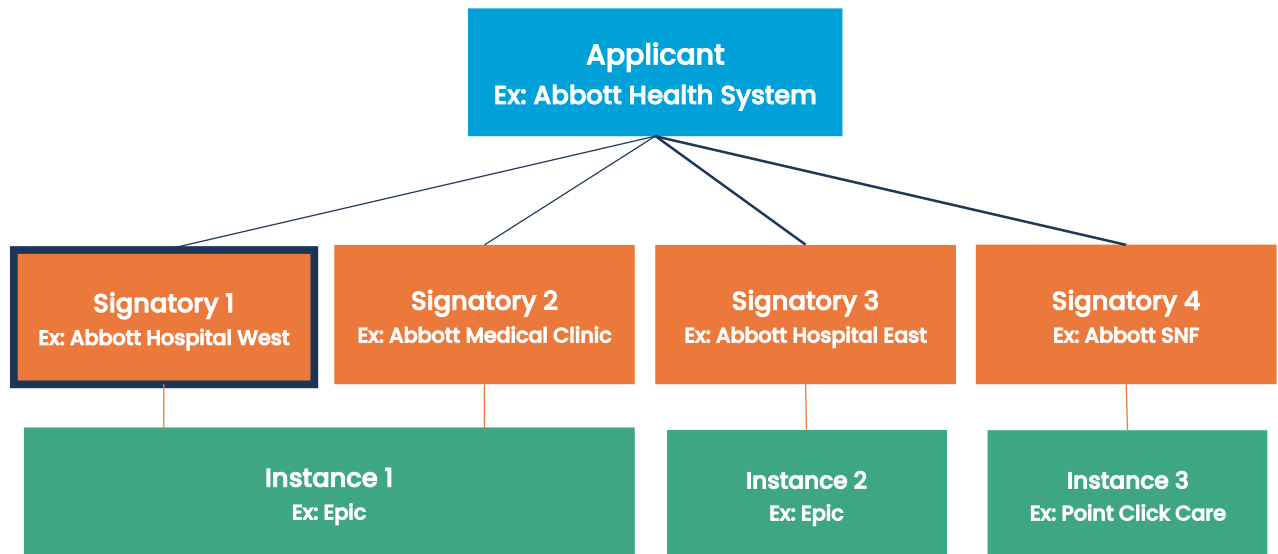 Applicant
Ex: Abbott Health System
Signatory 1
Ex: Abbott Hospital West
Signatory 2
Ex: Abbott Medical Clinic
Signatory 3
Ex: Abbott Hospital East
Signatory 4
Ex: Abbott SNF
Instance 1
Ex: Epic
Instance 2
Ex: Epic
Instance 3
Ex: Point Click Care